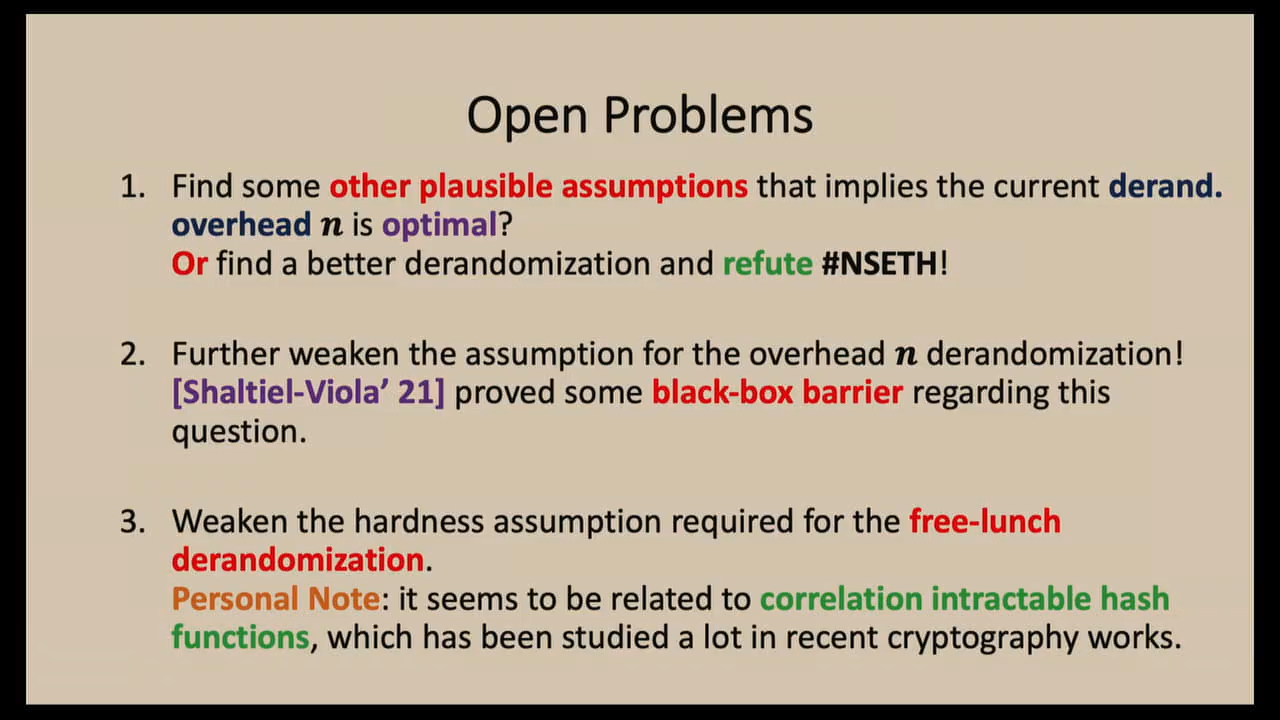 Open Problems
1. Find some other plausible assumptions that implies the current derand.
overhead n is optimal?
Or find a better derandomization and refute #NSETH!
2. Further weaken the assumption for the overhead n derandomization!
[Shaltiel-Viola’ 21] proved some black-box barrier regarding this
question.
3. Weaken the hardness assumption required for the free-lunch
derandomization.
Personal Note: it seems to be related to correlation intractable hash
functions, which has been studied a lot in recent cryptography works.